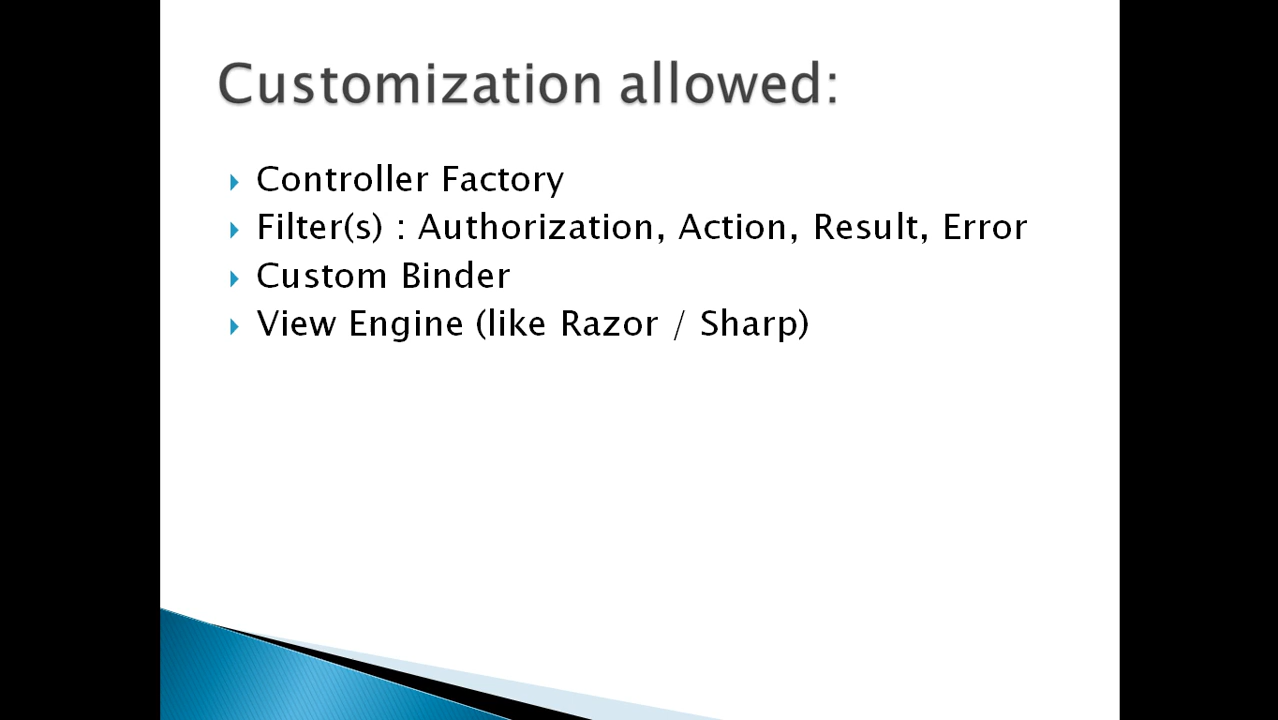 Customization allowed:
Controller Factory
Filter(s) : Authorization, Action, Result, Error
Custom Binder
View Engine (like Razor / Sharp)